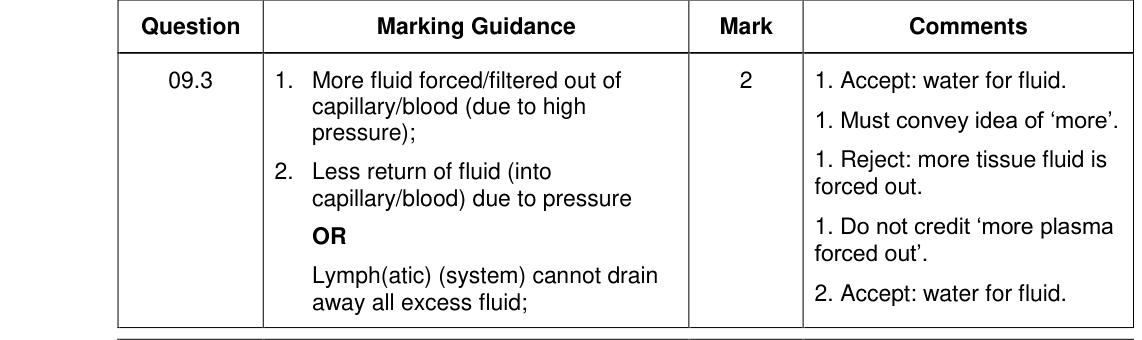 Question Marking Guidance Mark Comments
09.3
1. More fluid forced/filtered out of
capillary/blood (due to high
pressure);
2. Less return of fluid (into
capillary/blood) due to pressure
OR
Lymph(atic) (system) cannot drain
away all excess fluid;
2
1. Accept: water for fluid.
1. Must convey idea of ‘more’.
1. Reject: more tissue fluid is
forced out.
1. Do not credit ‘more plasma
forced out’.
2. Accept: water for fluid.